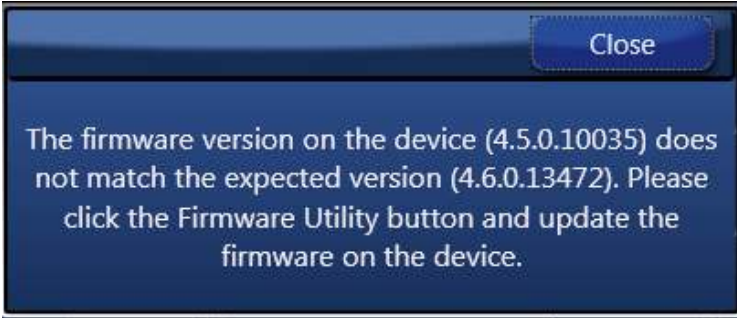 Close
The firmware version on the device (4.5.0.10035) does
not match the expected version (4.6.0.13472). Please
click the Firmware Utility button and update the
firmware on the device.